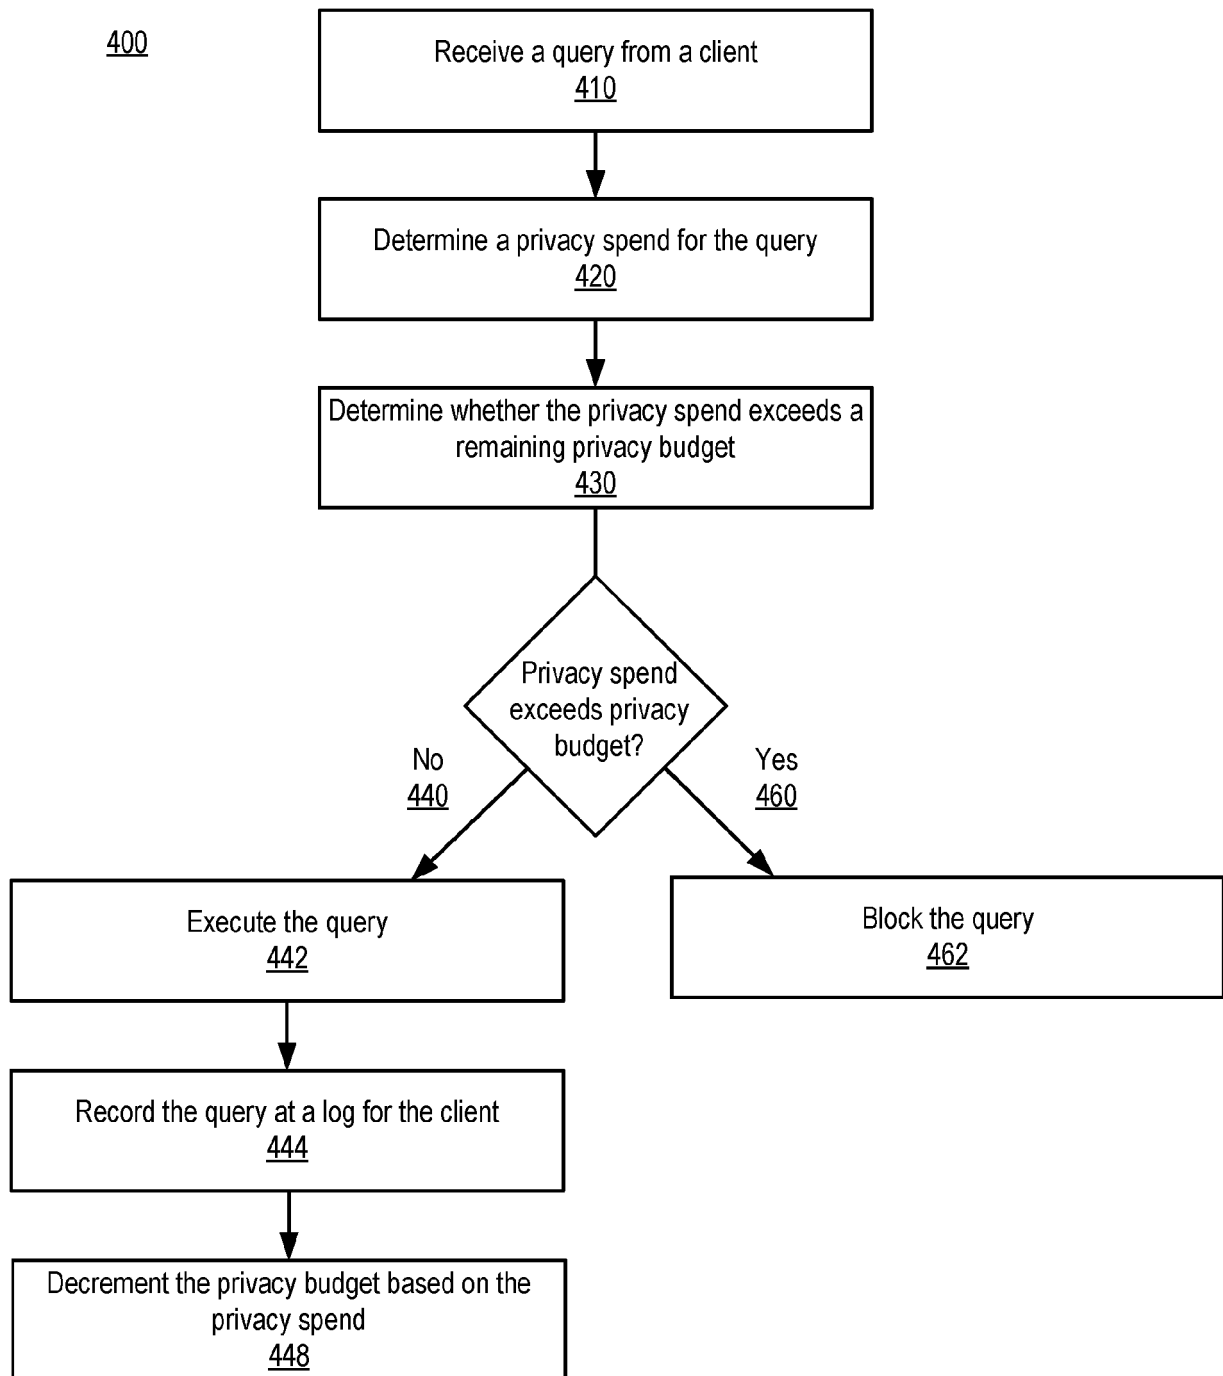 400
Receive a query from a client
410
Determine a privacy spend for the query
420
Determine whether the privacy spend exceeds a
remaining privacy budget
430
Privacy spend
exceeds privacy
budget?
No
440
Yes
460
Execute the query
442
Block the query
462
Record the query at a log for the client
444
Decrement the privacy budget based on the
privacy spend
448